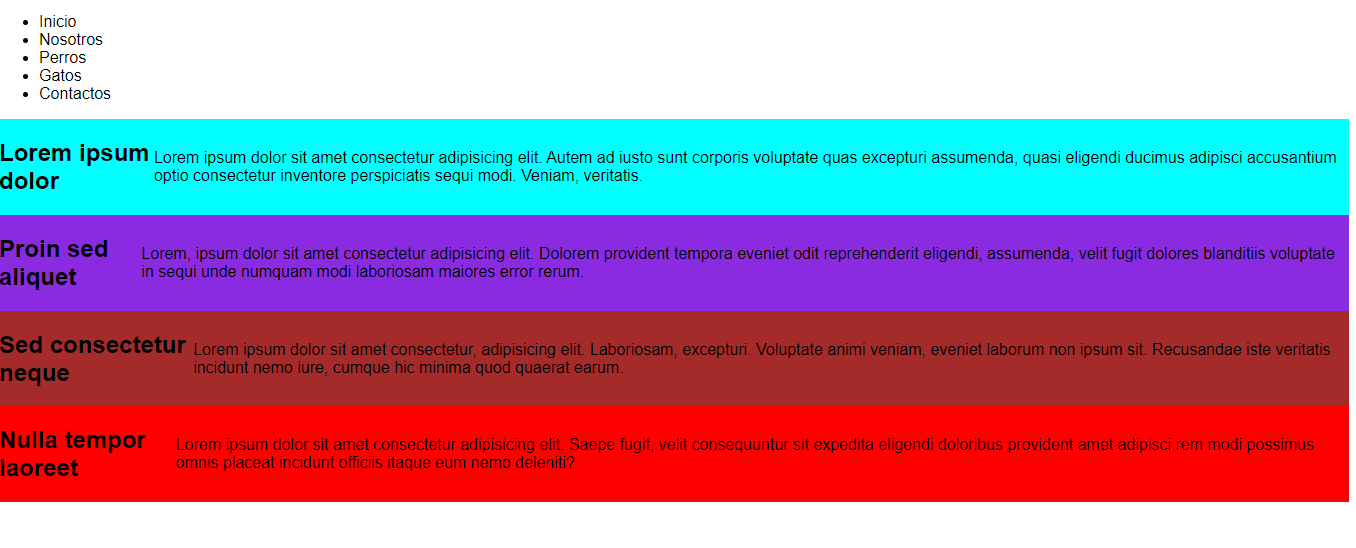 Inicio
Nosotros
Perros
Gatos
Contactos
Lorem ipsum
dolor
Lorem ipsum dolor sit amet consectetur adipisicing elit. Autem ad iusto sunt corporis voluptate quas excepturi assumenda, quasi eligendi ducimus adipisci accusantium
optio consectetur inventore perspiciatis sequi modi. Veniam, veritatis.
Proin sed
aliquet
Lorem, ipsum dolor sit amet consectetur adipisicing elit. Dolorem provident tempora eveniet odit reprehenderit eligendi, assumenda, velit fugit dolores blanditiis voluptate
in sequi unde numquam modi laboriosam maiores error rerum.
Sed consectetur
neque
Lorem ipsum dolor sit amet consectetur, adipisicing elit. Laboriosam, excepturi. Voluptate animi veniam, eveniet laborum non ipsum sit. Recusandae iste veritatis
incidunt nemo iure, cumque hic minima quod quaerat earum.
Nulla tempor
laoreet
Lorem ipsum dolor sit amet consectetur adipisicing elit. Saepe fugit, velit consequuntur sit expedita eligendi doloribus provident amet adipisci rem modi possimus
omnis placeat incidunt officiis itaque eum nemo deleniti?